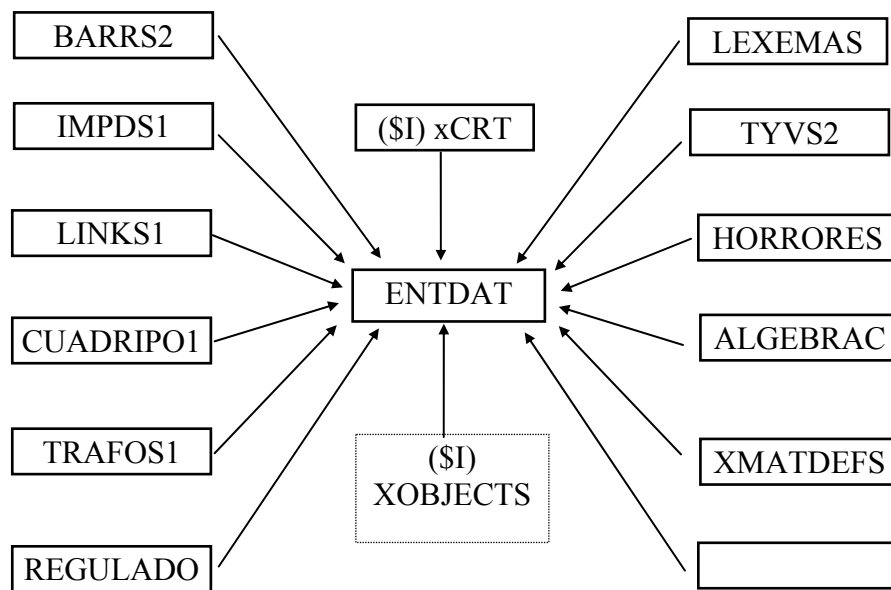 BARRS2
LEXEMAS
IMPDS1
($I) xCRT
TYVS2
LINKS1
HORRORES
ENTDAT
CUADRIPO1
ALGEBRAC
TRAFOS1
($I)
XOBJECTS
XMATDEFS
REGULADO